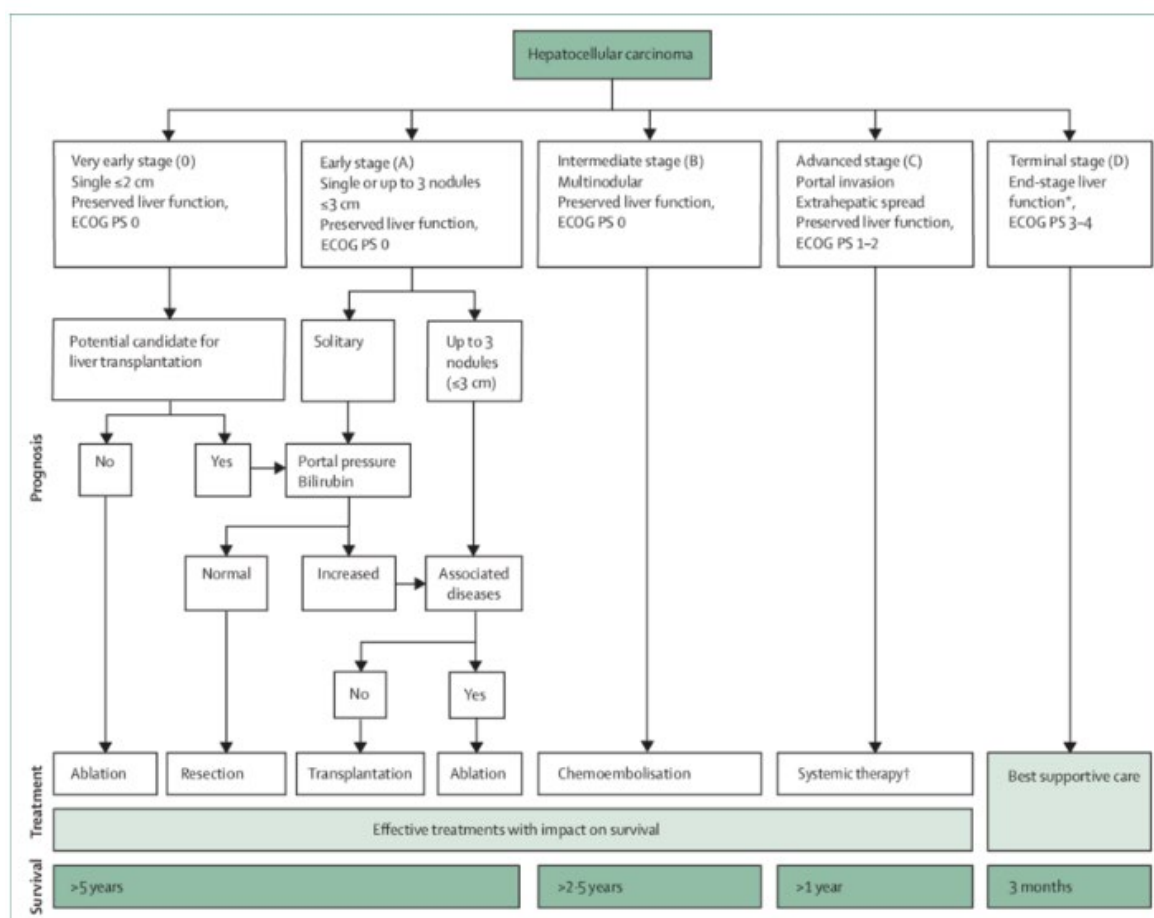 Hepatocellular carcinoma
Very early stage (0)
Single ≤2 cm
Preserved liver function,
ECOG PS 0
Early stage (A)
Single or up to 3 nodules
≤3 cm
Preserved liver function,
ECOG PS 0
Intermediate stage (B)
Multinodular
Preserved liver function,
ECOG PS 0
Advanced stage (C)
Portal invasion
Extrahepatic spread
Preserved liver function,
ECOG PS 1–2
Terminal stage (D)
End-stage liver
function*,
ECOG PS 3–4
Potential candidate for
liver transplantation
Solitary
Up to 3
nodules
(≤3 cm)
Prognosis
No
Yes
Portal pressure
Bilirubin
Normal
Increased
Associated
diseases
No
Yes
Treatment
Ablation
Resection
Transplantation
Ablation
Chemoembolisation
Systemic therapy†
Best supportive care
Effective treatments with impact on survival
Survival
>5 years
>2·5 years
>1 year
3 months